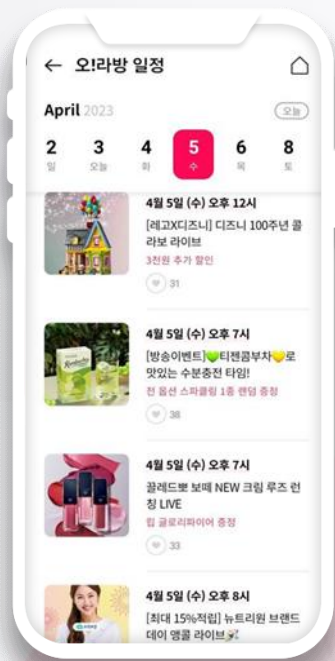 ← 오!라방 일정
April 2023
오늘
2 3 4 5 6 8
일 오늘 화 수 목 토
4월 5일 (수) 오후 12시
[레고X디즈니] 디즈니 100주년 콜
라보 라이브
3천원 추가 할인
31
4월 5일 (수) 오후 7시
[방송이벤트]💚티젠콤부차💛로
맛있는 수분충전 타임!
전 옵션 스파클링 1종 랜덤 증정
38
4월 5일 (수) 오후 7시
끌레드뽀 보떼 NEW 크림 루즈 런
칭 LIVE
립 글로리파이어 증정
33
4월 5일 (수) 오후 8시
[최대 15%적립] 뉴트리원 브랜드
데이 앵콜 라이브